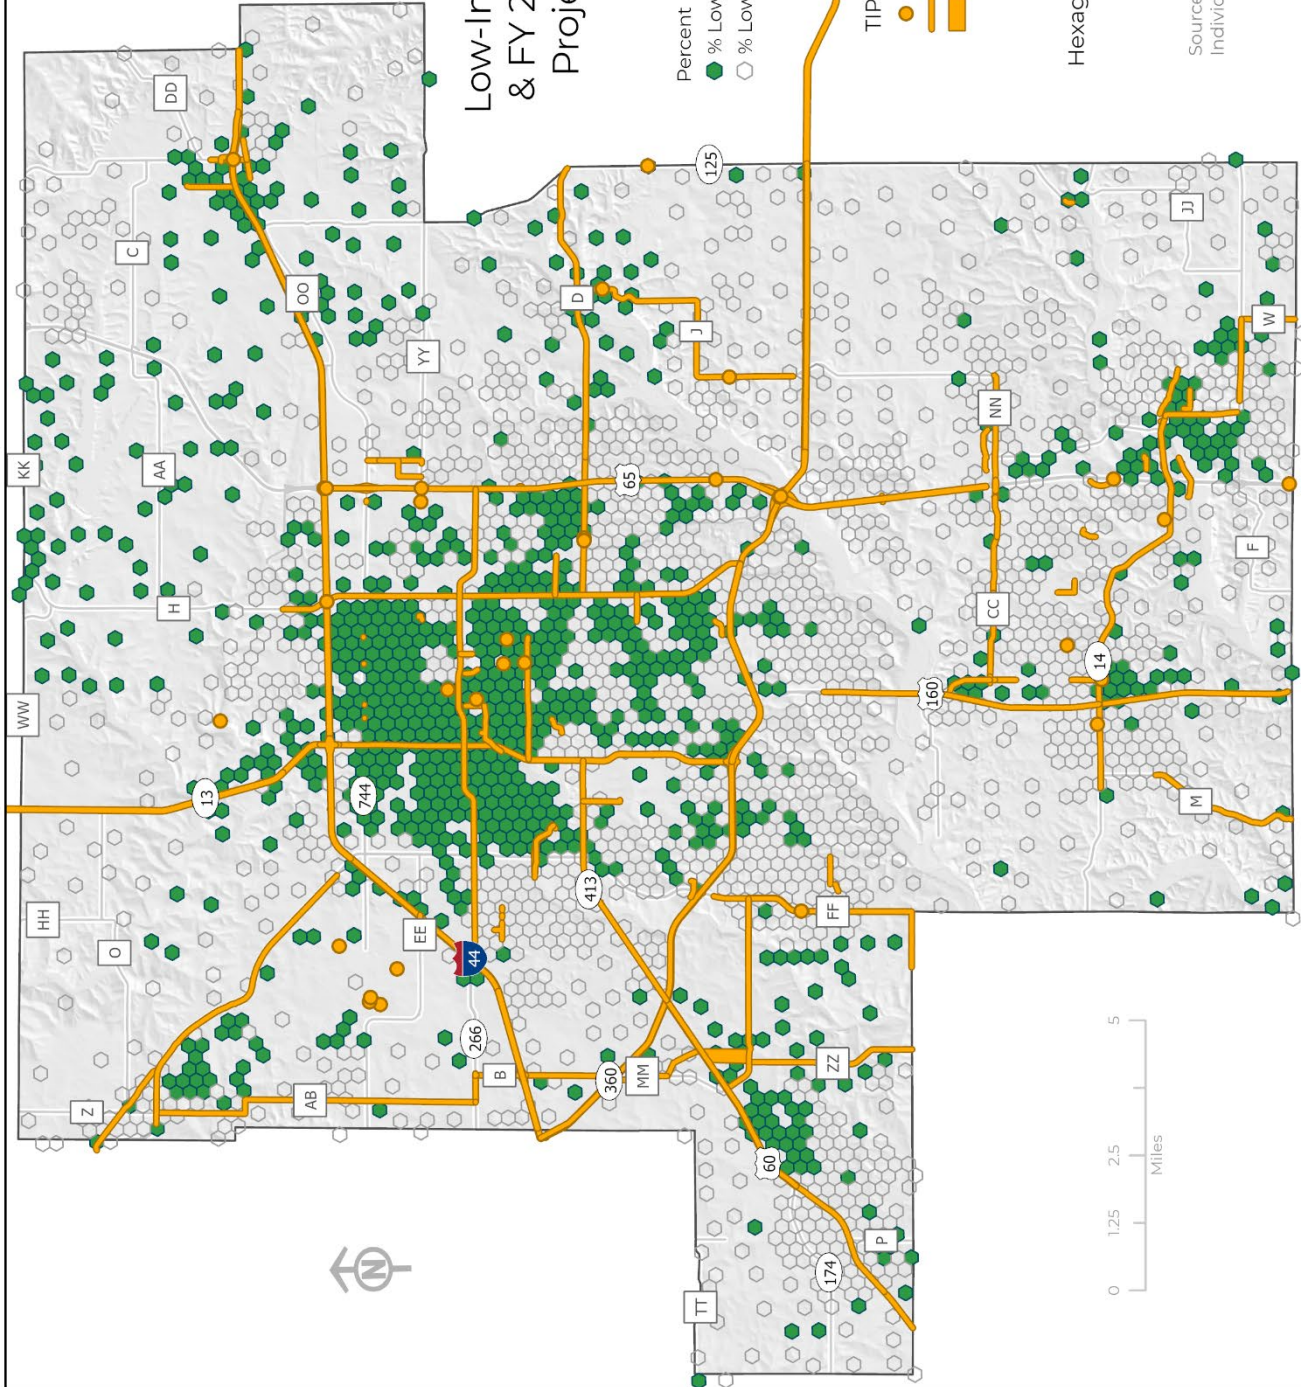 Low-In
& FY 2
Proje
Percent
% Low
% Low
TIP
Hexag
Source
Individ
KK
WW
HH
Z
O
AA
H
C
DD
13
AB
OO
744
EE
YY
44
266
B
D
413
360
65
MM
J
TT
125
60
174
FF
ZZ
P
160
NN
CC
14
JJ
M
F
W
N
0
1.25
2.5
5
Miles